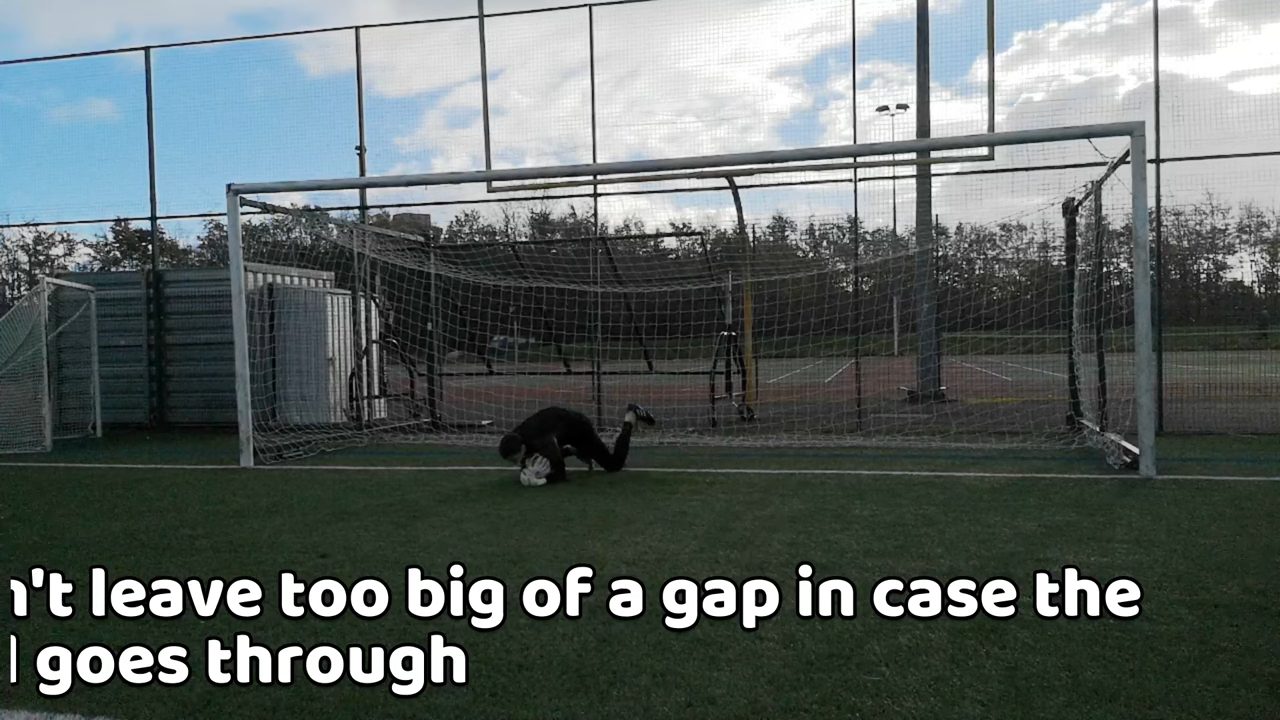 n't leave too big of a gap in case the
l goes through